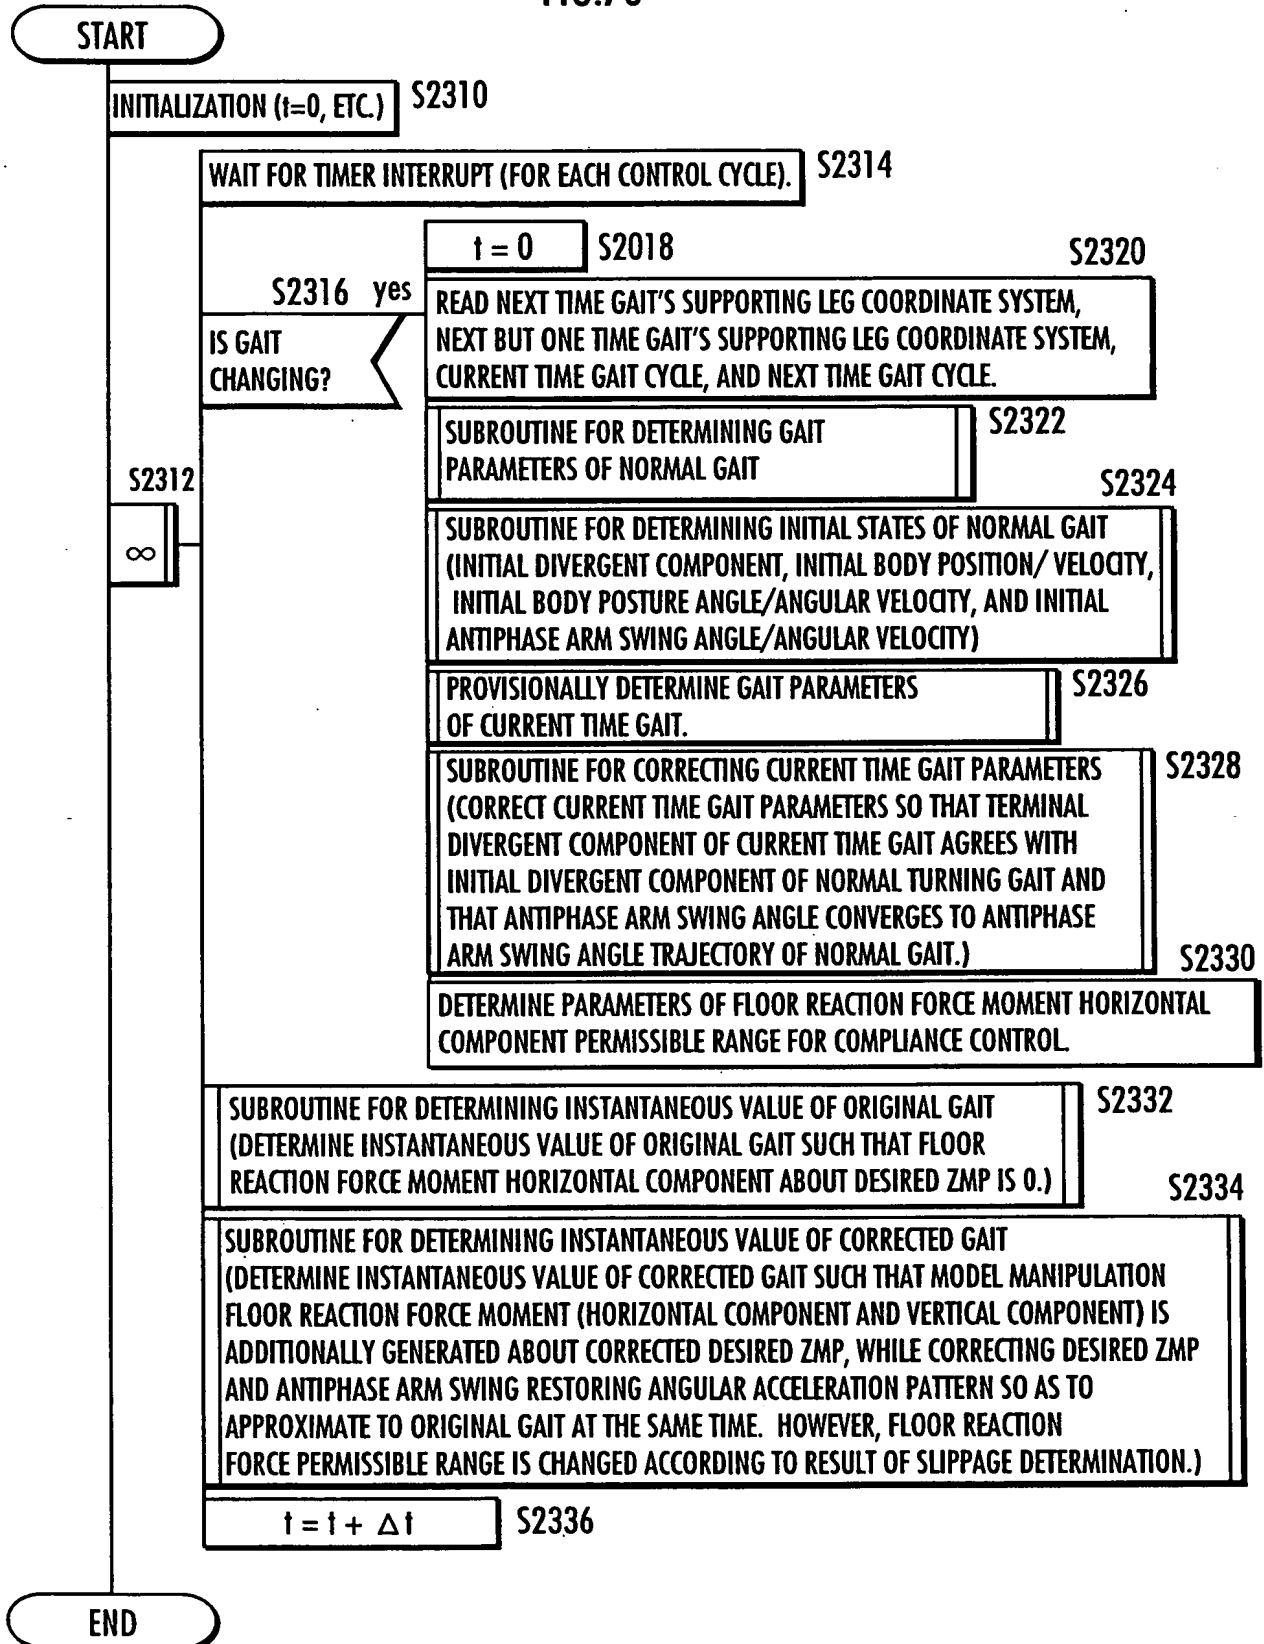 START
INITIALIZATION (t=0, ETC.) S2310
WAIT FOR TIMER INTERRUPT (FOR EACH CONTROL CYCLE). S2314
t = 0 S2018
S2316 yes
IS GAIT
CHANGING?
S2320
READ NEXT TIME GAIT'S SUPPORTING LEG COORDINATE SYSTEM,
NEXT BUT ONE TIME GAIT'S SUPPORTING LEG COORDINATE SYSTEM,
CURRENT TIME GAIT CYCLE, AND NEXT TIME GAIT CYCLE.
S2322
SUBROUTINE FOR DETERMINING GAIT
PARAMETERS OF NORMAL GAIT
S2312
∞
S2324
SUBROUTINE FOR DETERMINING INITIAL STATES OF NORMAL GAIT
(INITIAL DIVERGENT COMPONENT, INITIAL BODY POSITION/ VELOCITY,
INITIAL BODY POSTURE ANGLE/ANGULAR VELOCITY, AND INITIAL
ANTIPHASE ARM SWING ANGLE/ANGULAR VELOCITY)
S2326
PROVISIONALLY DETERMINE GAIT PARAMETERS
OF CURRENT TIME GAIT.
S2328
SUBROUTINE FOR CORRECTING CURRENT TIME GAIT PARAMETERS
(CORRECT CURRENT TIME GAIT PARAMETERS SO THAT TERMINAL
DIVERGENT COMPONENT OF CURRENT TIME GAIT AGREES WITH
INITIAL DIVERGENT COMPONENT OF NORMAL TURNING GAIT AND
THAT ANTIPHASE ARM SWING ANGLE CONVERGES TO ANTIPHASE
ARM SWING ANGLE TRAJECTORY OF NORMAL GAIT.)
S2330
DETERMINE PARAMETERS OF FLOOR REACTION FORCE MOMENT HORIZONTAL
COMPONENT PERMISSIBLE RANGE FOR COMPLIANCE CONTROL.
S2332
SUBROUTINE FOR DETERMINING INSTANTANEOUS VALUE OF ORIGINAL GAIT
(DETERMINE INSTANTANEOUS VALUE OF ORIGINAL GAIT SUCH THAT FLOOR
REACTION FORCE MOMENT HORIZONTAL COMPONENT ABOUT DESIRED ZMP IS 0.)
S2334
SUBROUTINE FOR DETERMINING INSTANTANEOUS VALUE OF CORRECTED GAIT
(DETERMINE INSTANTANEOUS VALUE OF CORRECTED GAIT SUCH THAT MODEL MANIPULATION
FLOOR REACTION FORCE MOMENT (HORIZONTAL COMPONENT AND VERTICAL COMPONENT) IS
ADDITIONALLY GENERATED ABOUT CORRECTED DESIRED ZMP, WHILE CORRECTING DESIRED ZMP
AND ANTIPHASE ARM SWING RESTORING ANGULAR ACCELERATION PATTERN SO AS TO
APPROXIMATE TO ORIGINAL GAIT AT THE SAME TIME. HOWEVER, FLOOR REACTION
FORCE PERMISSIBLE RANGE IS CHANGED ACCORDING TO RESULT OF SLIPPAGE DETERMINATION.)
t = t + Δt S2336
END